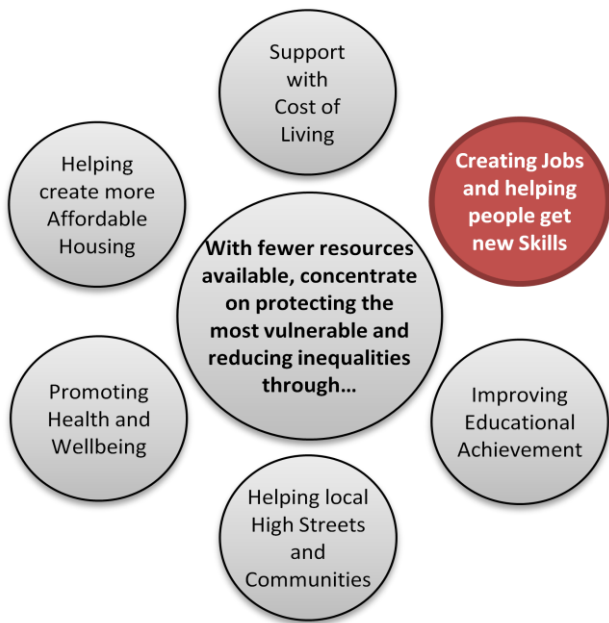 Support
with
Cost of
Living
Creating Jobs
and helping
people get
new Skills
Helping
create more
Affordable
Housing
With fewer resources
available, concentrate
on protecting the
most vulnerable and
reducing inequalities
through...
Promoting
Health and
Wellbeing
Improving
Educational
Achievement
Helping local
High Streets
and
Communities